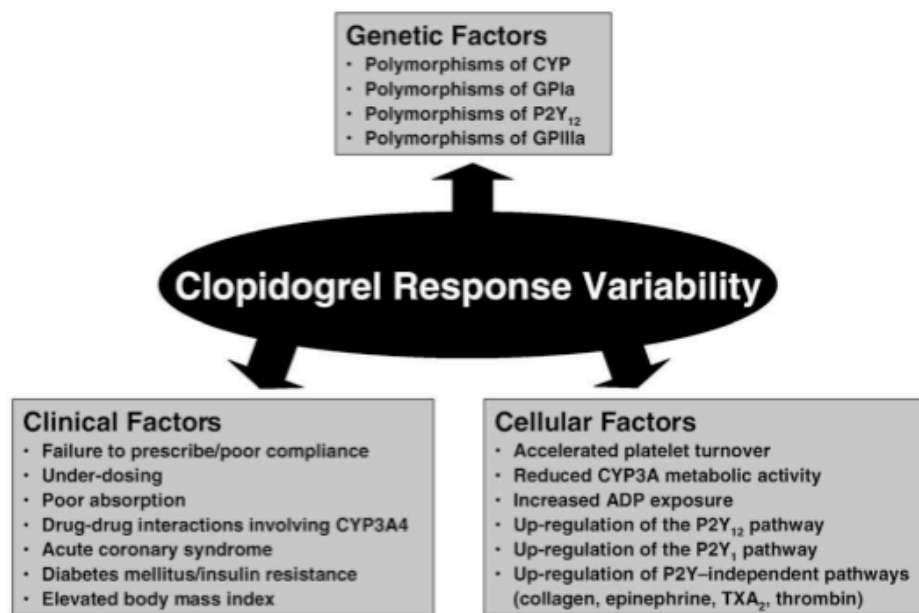 Genetic Factors
• Polymorphisms of CYP
• Polymorphisms of GPIa
• Polymorphisms of P2Y₁₂
• Polymorphisms of GPIIIa
Clopidogrel Response Variability
Clinical Factors
• Failure to prescribe/poor compliance
• Under-dosing
• Poor absorption
• Drug-drug interactions involving CYP3A4
• Acute coronary syndrome
• Diabetes mellitus/insulin resistance
• Elevated body mass index
Cellular Factors
• Accelerated platelet turnover
• Reduced CYP3A metabolic activity
• Increased ADP exposure
• Up-regulation of the P2Y₁₂ pathway
• Up-regulation of the P2Y₁ pathway
• Up-regulation of P2Y–independent pathways
(collagen, epinephrine, TXA₂, thrombin)